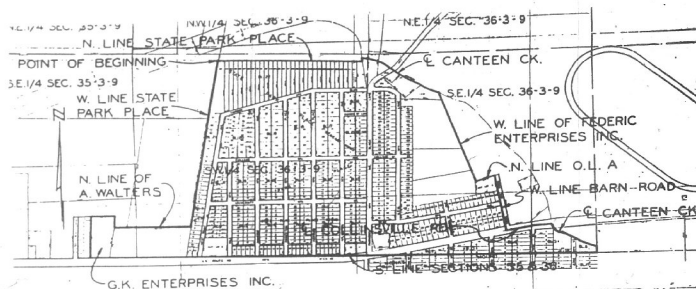 N.E.1/4 SEC. 35-3-9
N.W.1/4 SEC. 36-3-9
N.E.1/4 SEC. 36-3-9
N. LINE STATE PARK PLACE
POINT OF BEGINNING
℄ CANTEEN CK.
S.E.1/4 SEC. 35-3-9
S.E.1/4 SEC. 36-3-9
W. LINE STATE
PARK PLACE
N
W. LINE OF FEDERIC
ENTERPRISES INC.
N. LINE O.L. A
S.W.1/4 SEC. 36-3-9
N. LINE OF
A. WALTERS
W. LINE BARN ROAD
℄ CANTEEN CK
℄ COLLINSVILLE RD.
S. LINE SECTIONS 35 & 36
G.K. ENTERPRISES INC.